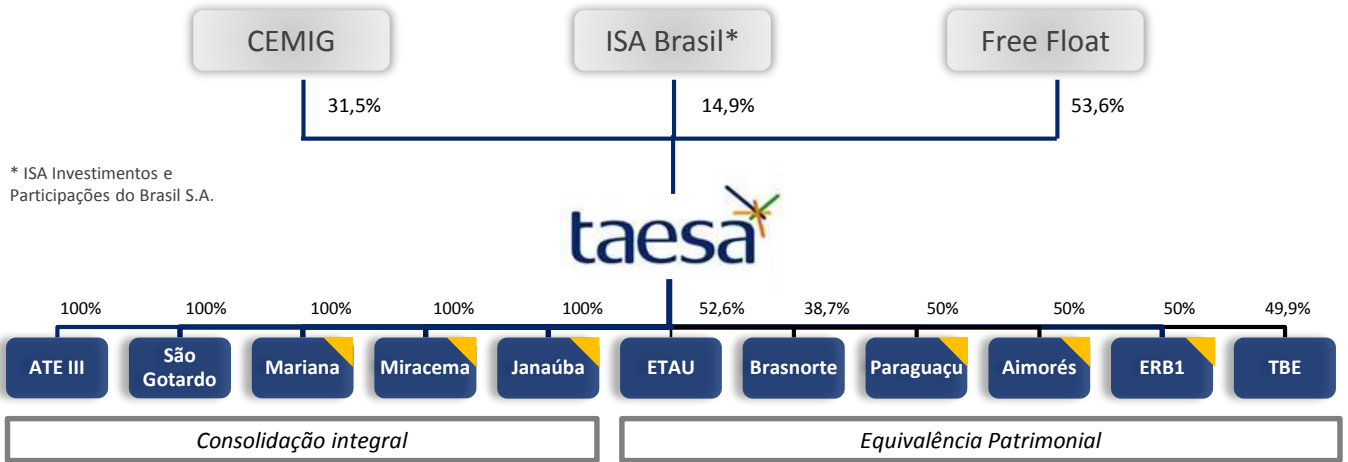 CEMIG
ISA Brasil*
Free Float
31,5%
14,9%
53,6%
* ISA Investimentos e
Participações do Brasil S.A.
taesa
100%
100%
100%
100%
100%
52,6%
38,7%
50%
50%
50%
49,9%
ATE III
São
Gotardo
Mariana
Miracema
Janaúba
ETAU
Brasnorte
Paraguaçu
Aimorés
ERB1
TBE
Consolidação integral
Equivalência Patrimonial